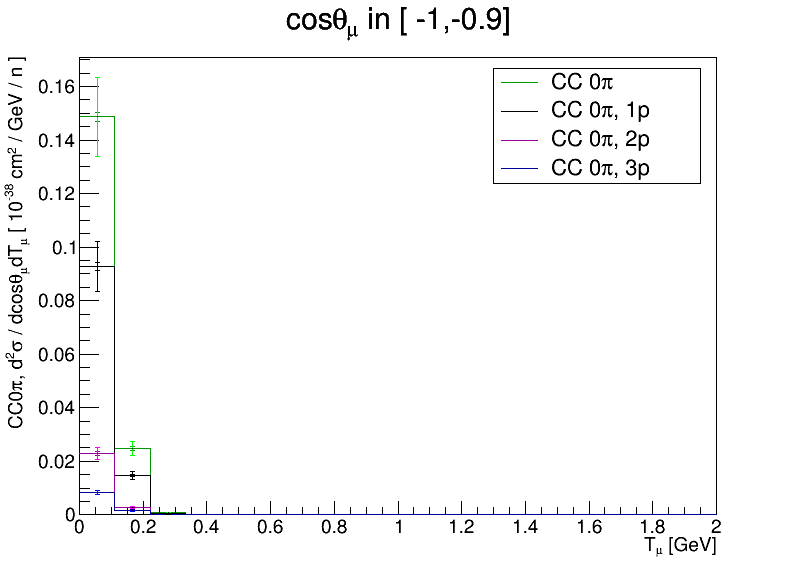 cosθμ in [ -1,-0.9]
CC 0π
CC 0π, 1p
CC 0π, 2p
CC 0π, 3p
CC0π, d²σ / dcosθμdTμ [ 10⁻³⁸ cm² / GeV / n ]
0.16
0.14
0.12
0.1
0.08
0.06
0.04
0.02
0
0 0.2 0.4 0.6 0.8 1 1.2 1.4 1.6 1.8 2
Tμ [GeV]